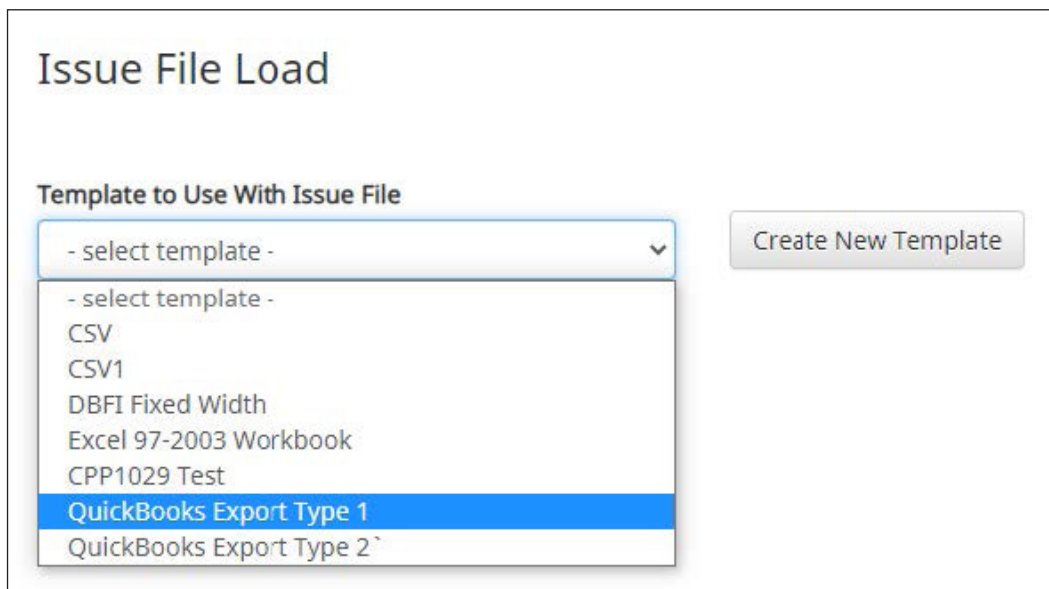 Issue File Load
Template to Use With Issue File
- select template -
Create New Template
- select template -
CSV
CSV1
DBFI Fixed Width
Excel 97-2003 Workbook
CPP1029 Test
QuickBooks Export Type 1
QuickBooks Export Type 2`